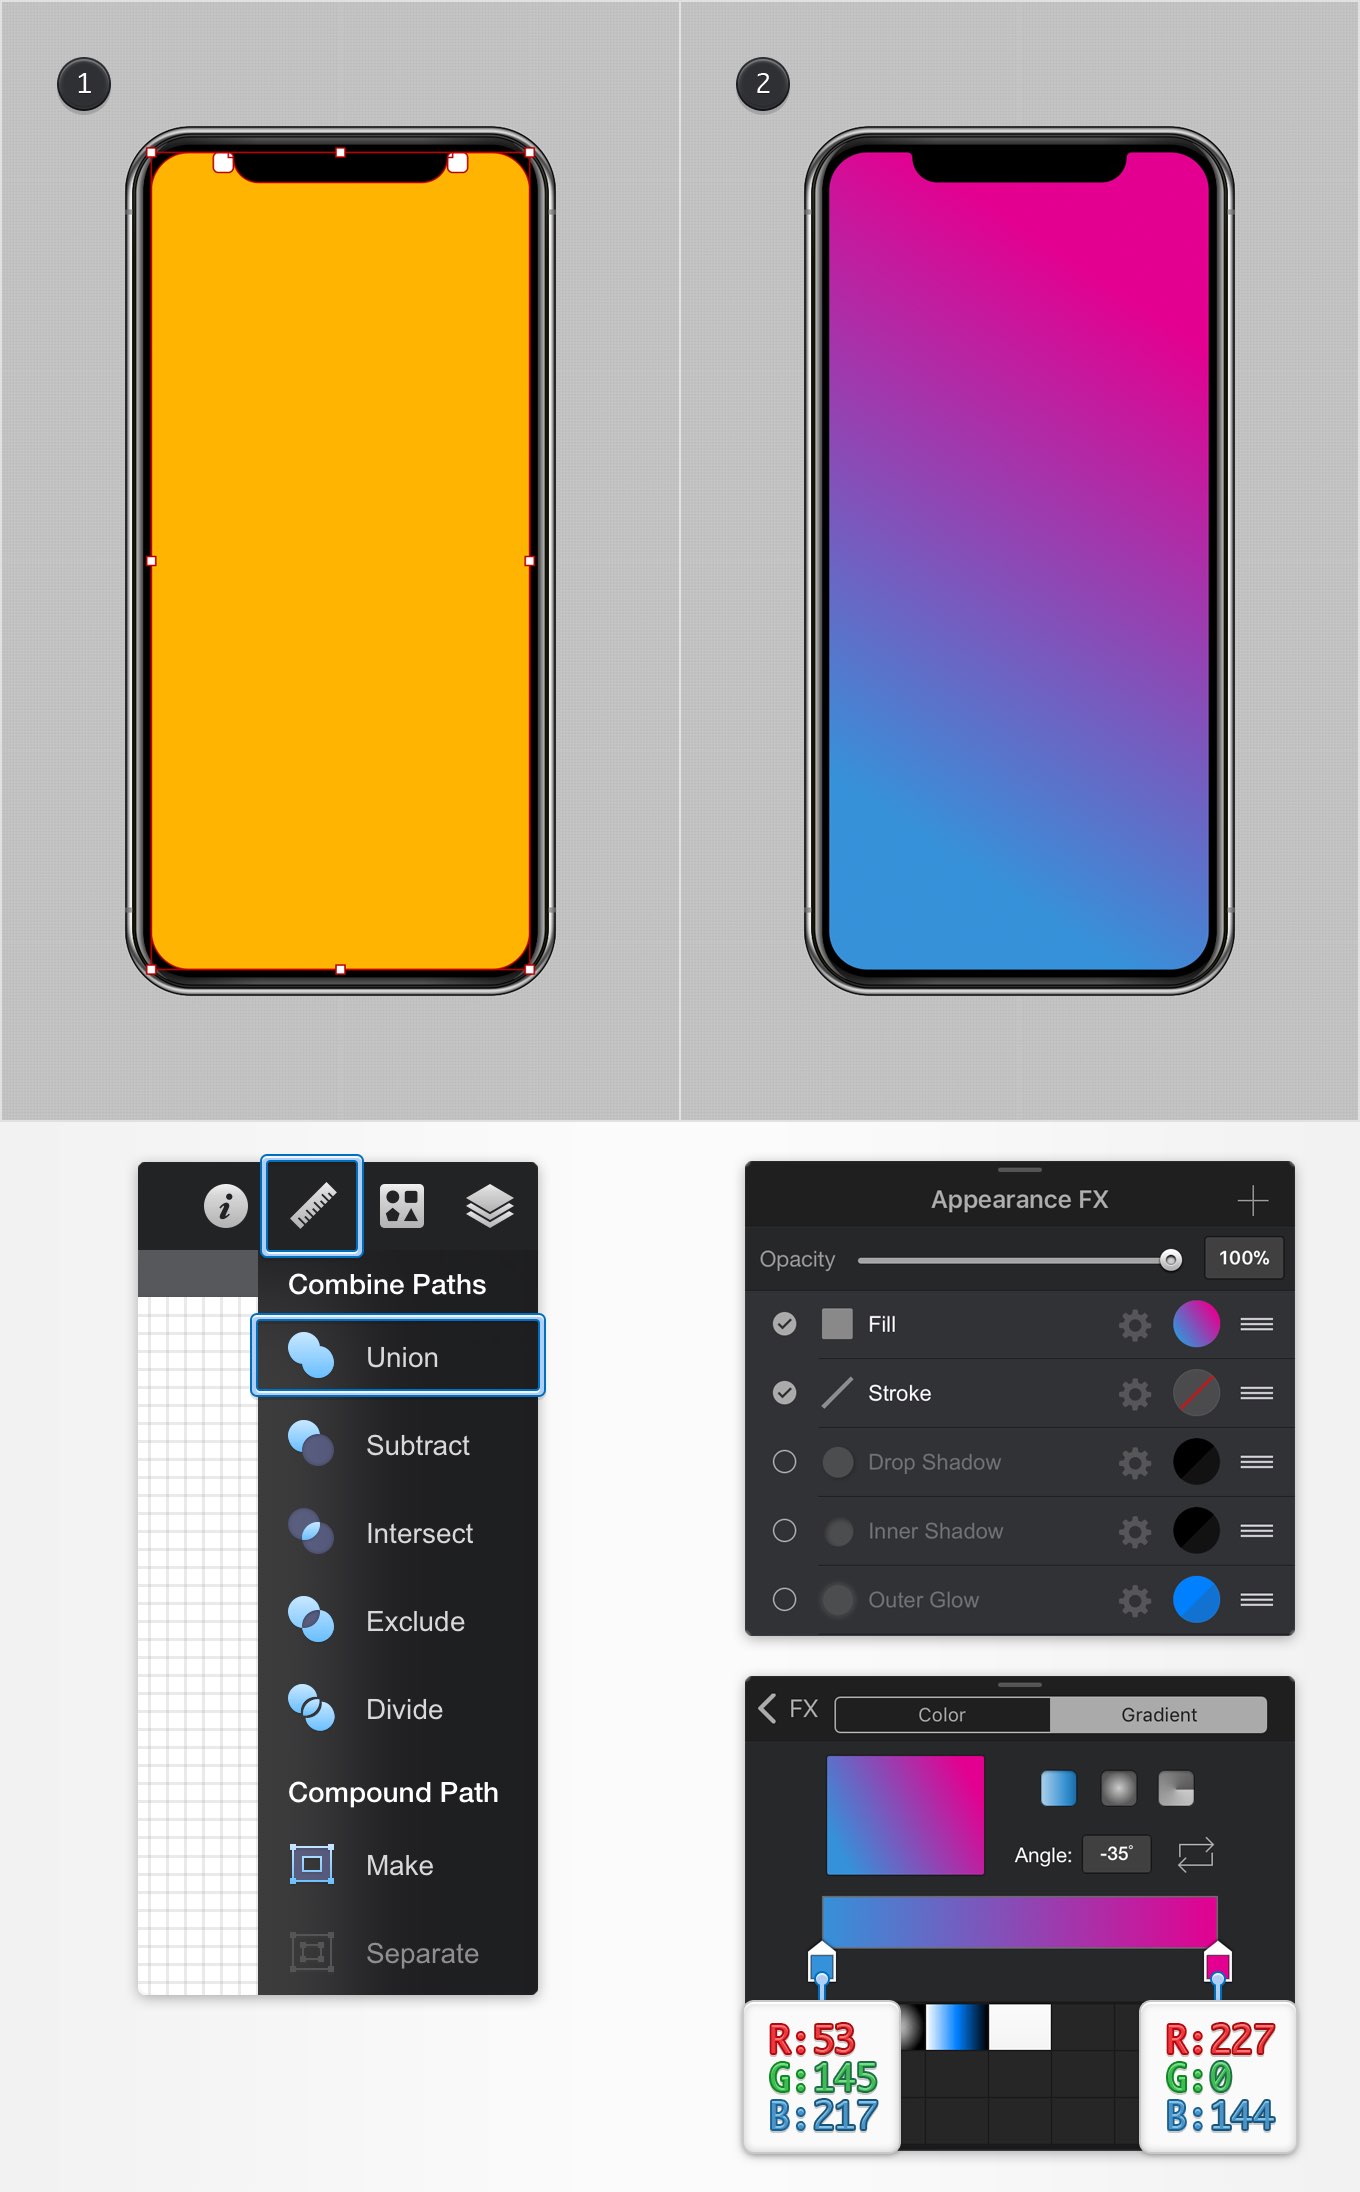 1
2
Combine Paths
Union
Subtract
Intersect
Exclude
Divide
Compound Path
Make
Separate
Appearance FX
Opacity 100%
Fill
Stroke
Drop Shadow
Inner Shadow
Outer Glow
FX Color Gradient
Angle: -35°
R:53
G:145
B:217
R:227
G:0
B:144